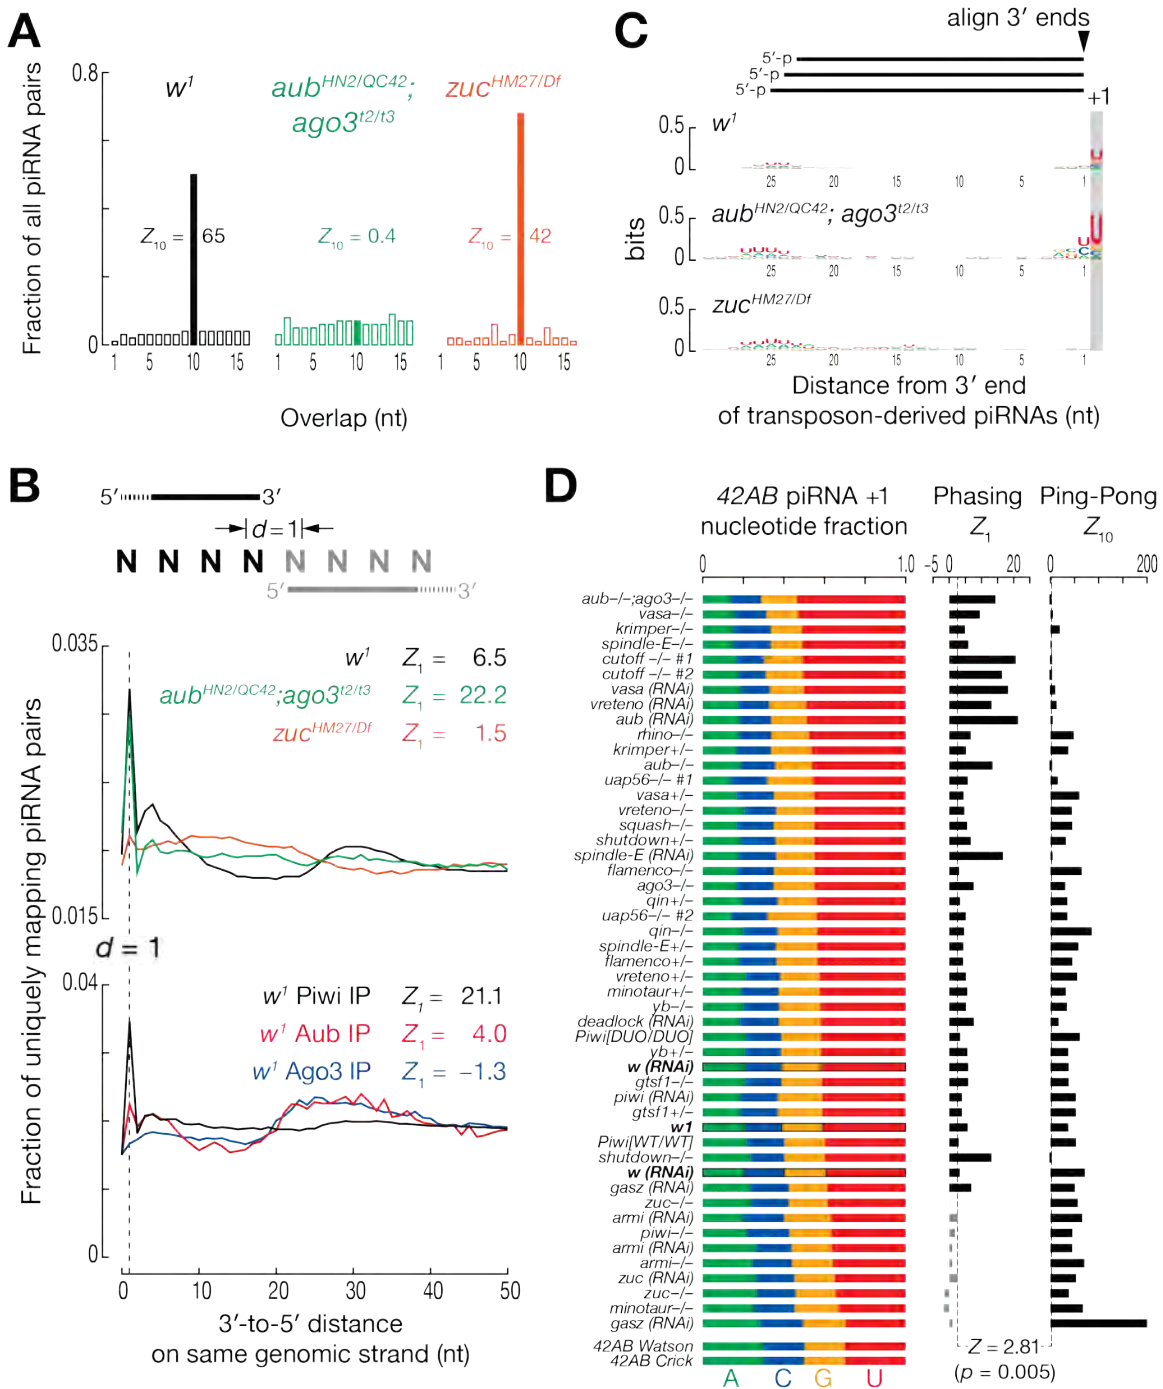 A
Fraction of all piRNA pairs
0.8
0
w1
aubHN2/QC42;
ago3t2/t3
zucHM27/Df
Z10 = 65
Z10 = 0.4
Z10 = 42
1 5 10 15
1 5 10 15
1 5 10 15
Overlap (nt)
C
align 3′ ends
5′-p
5′-p
5′-p
+1
bits
0.5
0
w1
25 20 15 10 5 1
0.5
0
aubHN2/QC42; ago3t2/t3
25 20 15 10 5 1
0.5
0
zucHM27/Df
25 20 15 10 5 1
Distance from 3′ end
of transposon-derived piRNAs (nt)
B
5′ 3′
d = 1
N N N N N N N N
5′ 3′
Fraction of uniquely mapping piRNA pairs
0.035
0.015
w1 Z1 = 6.5
aubHN2/QC42;ago3t2/t3 Z1 = 22.2
zucHM27/Df Z1 = 1.5
d = 1
0.04
0
w1 Piwi IP Z1 = 21.1
w1 Aub IP Z1 = 4.0
w1 Ago3 IP Z1 = −1.3
0 10 20 30 40 50
3′-to-5′ distance
on same genomic strand (nt)
D
42AB piRNA +1
nucleotide fraction
Phasing
Z1
Ping-Pong
Z10
0 1.0
-5 0 20
0 200
aub−/−;ago3−/−
vasa−/−
krimper−/−
spindle-E−/−
cutoff −/− #1
cutoff −/− #2
vasa (RNAi)
vreteno (RNAi)
aub (RNAi)
rhino−/−
krimper+/−
aub−/−
uap56−/− #1
vasa+/−
vreteno−/−
squash−/−
shutdown+/−
spindle-E (RNAi)
flamenco−/−
ago3−/−
qin+/−
uap56−/− #2
qin−/−
spindle-E+/−
flamenco+/−
vreteno+/−
minotaur+/−
yb−/−
deadlock (RNAi)
Piwi[DUO/DUO]
yb+/−
w (RNAi)
gtsf1−/−
piwi (RNAi)
gtsf1+/−
w1
Piwi[WT/WT]
shutdown−/−
w (RNAi)
gasz (RNAi)
zuc−/−
armi (RNAi)
piwi−/−
armi (RNAi)
armi−/−
zuc (RNAi)
zuc−/−
minotaur−/−
gasz (RNAi)
42AB Watson
42AB Crick
A C G U
Z = 2.81
(p = 0.005)